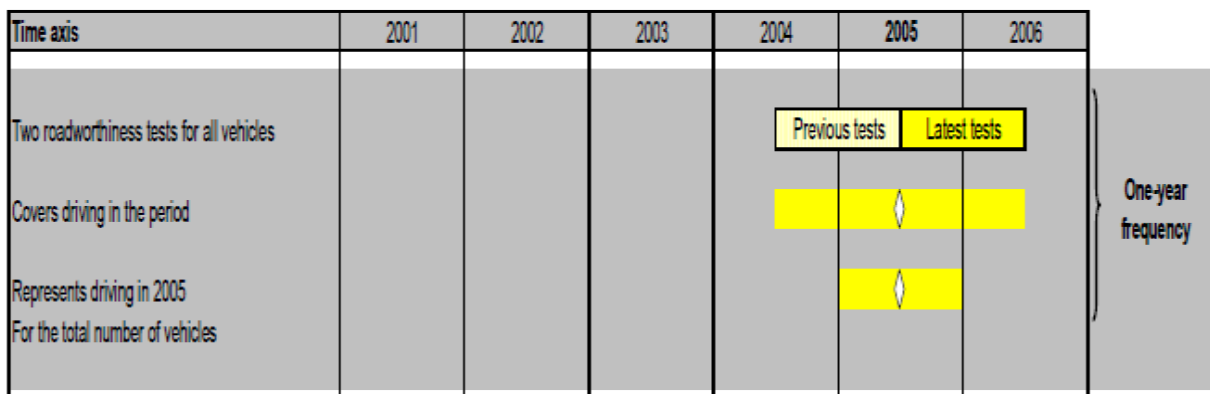 Time axis 2001 2002 2003 2004 2005 2006
Two roadworthiness tests for all vehicles Previous tests Latest tests
Covers driving in the period
One-year
frequency
Represents driving in 2005
For the total number of vehicles